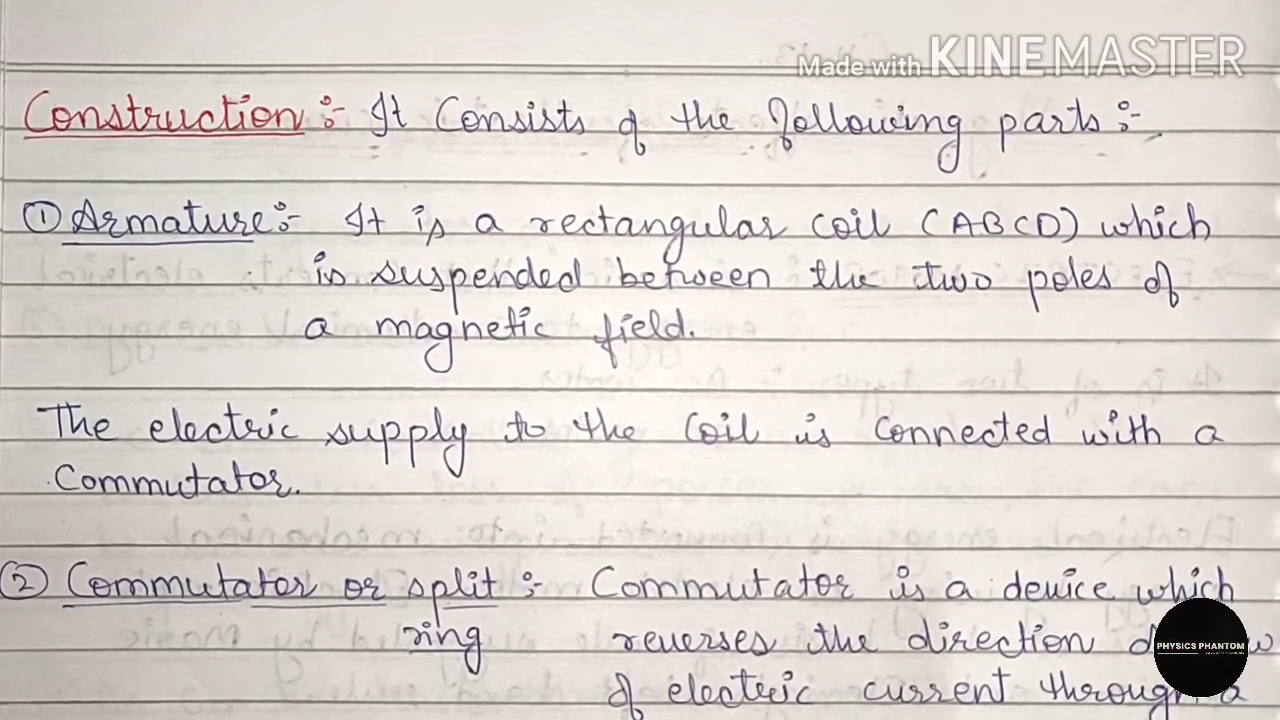 Made with KINEMASTER
Construction :- It Consists of the following parts :-
① Armature :- It is a rectangular coil (ABCD) which
is suspended between the two poles of
a magnetic field.
The electric supply to the coil is connected with a
Commutator.
② Commutator or split :- Commutator is a device which
ring reverses the direction
of electric current through a
PHYSICS PHANTOM